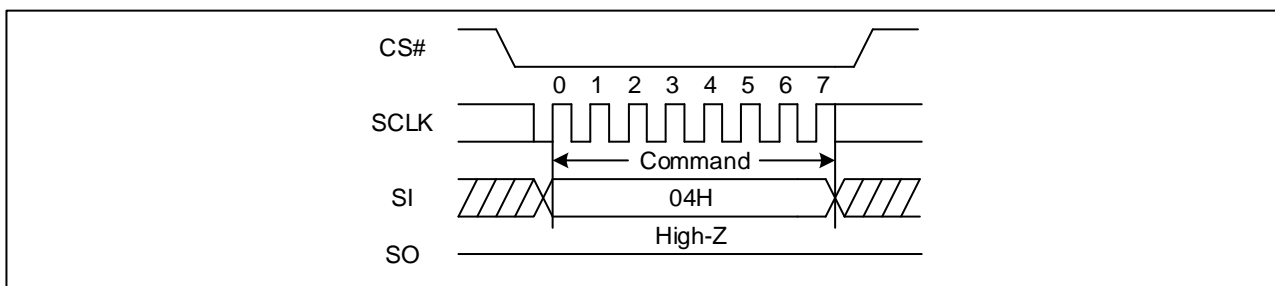 CS#
0 1 2 3 4 5 6 7
SCLK
Command
SI 04H
High-Z
SO